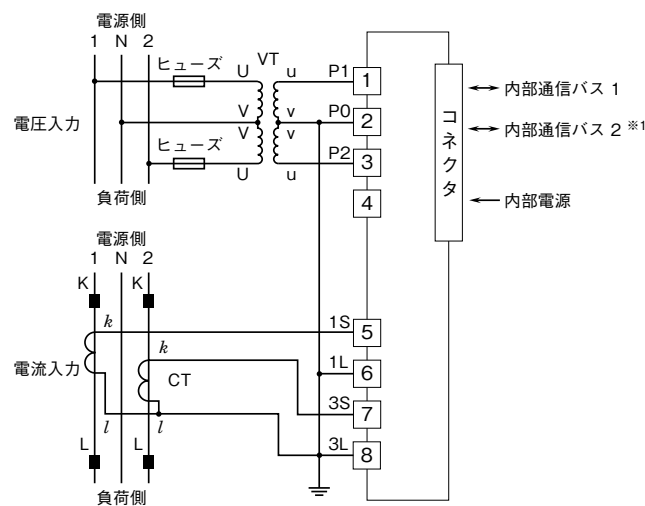 電源側
1 N 2
ヒューズ
VT
U
u
P1
1
コネクタ
内部通信バス 1
電圧入力
V
v
P0
2
内部通信バス 2 ※1
V
v
ヒューズ
P2
3
U
u
負荷側
4
内部電源
電源側
1 N 2
K
K
k
1S
5
電流入力
k
CT
1L
6
3S
7
l
l
L
L
3L
8
負荷側